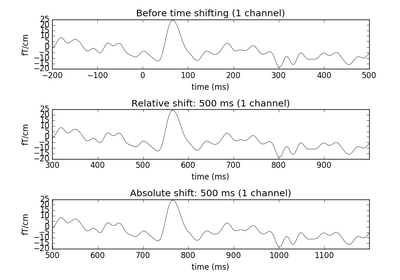 Before time shifting (1 channel)
25
20
15
10
5
0
−5
−10
−15
−20
fT/cm
−200 −100 0 100 200 300 400 500
time (ms)
Relative shift: 500 ms (1 channel)
25
20
15
10
5
0
−5
−10
−15
−20
fT/cm
300 400 500 600 700 800 900
time (ms)
Absolute shift: 500 ms (1 channel)
25
20
15
10
5
0
−5
−10
−15
−20
fT/cm
500 600 700 800 900 1000 1100
time (ms)